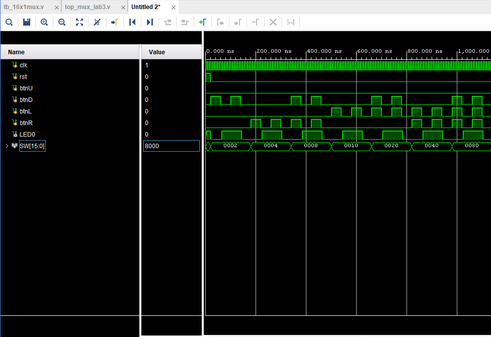 tb_16x1mux.v × top_mux_lab3.v × Untitled 2* ×
Name Value
0.000 ns 200.000 ns 400.000 ns 600.000 ns 800.000 ns 1,000.000
clk 1
rst 0
btnU 0
btnD 0
btnL 0
btnR 0
LED0 0
SW[15:0] 8000 0002 0004 0008 0010 0020 0040 0080